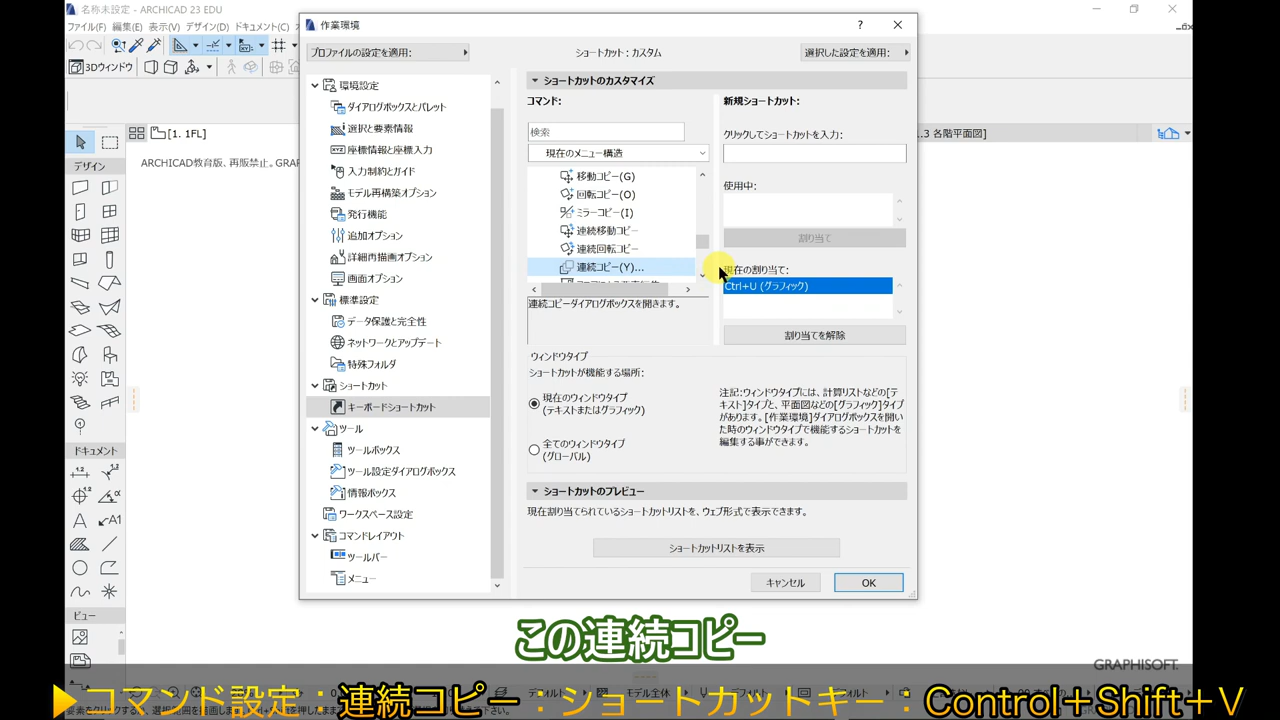 名称未設定 - ARCHICAD 23 EDU
ファイル(F) 編集(E) 表示(V) デザイン(D) ドキュメント(C)
3Dウィンドウ
[1. 1FL]
1.3 各階平面図]
デザイン
ARCHICAD教育版、再販禁止。GRA
ドキュメント
ビュー
作業環境
プロファイルの設定を適用:
ショートカット : カスタム
選択した設定を適用:
環境設定
ダイアログボックスとパレット
選択と要素情報
座標情報と座標入力
入力制約とガイド
モデル再構築オプション
発行機能
追加オプション
詳細再描画オプション
画面オプション
標準設定
データ保護と完全性
ネットワークとアップデート
特殊フォルダ
ショートカット
キーボードショートカット
ツール
ツールボックス
ツール設定ダイアログボックス
情報ボックス
ワークスペース設定
コマンドレイアウト
ツールバー
メニュー
ショートカットのカスタマイズ
コマンド:
検索
現在のメニュー構造
移動コピー(G)
回転コピー(O)
ミラーコピー(I)
連続移動コピー
連続回転コピー
連続コピー(Y)...
連続コピーダイアログボックスを開きます。
新規ショートカット:
クリックしてショートカットを入力:
使用中:
割り当て
現在の割り当て:
Ctrl+U (グラフィック)
割り当てを解除
ウィンドウタイプ
ショートカットが機能する場所:
現在のウィンドウタイプ
(テキストまたはグラフィック)
全てのウィンドウタイプ
(グローバル)
注記:ウィンドウタイプには、計算リストなどの[テ
キスト]タイプと、平面図などの[グラフィック]タイプ
があります。[作業環境]ダイアログボックスを開い
た時のウィンドウタイプで機能するショートカットを
編集する事ができます。
ショートカットのプレビュー
現在割り当てられているショートカットリストを、ウェブ形式で表示できます。
ショートカットリストを表示
キャンセル
OK
この連続コピー
GRAPHISOFT.
モデル全体
▶コマンド設定：連続コピー：ショートカットキー：Control＋Shift＋V